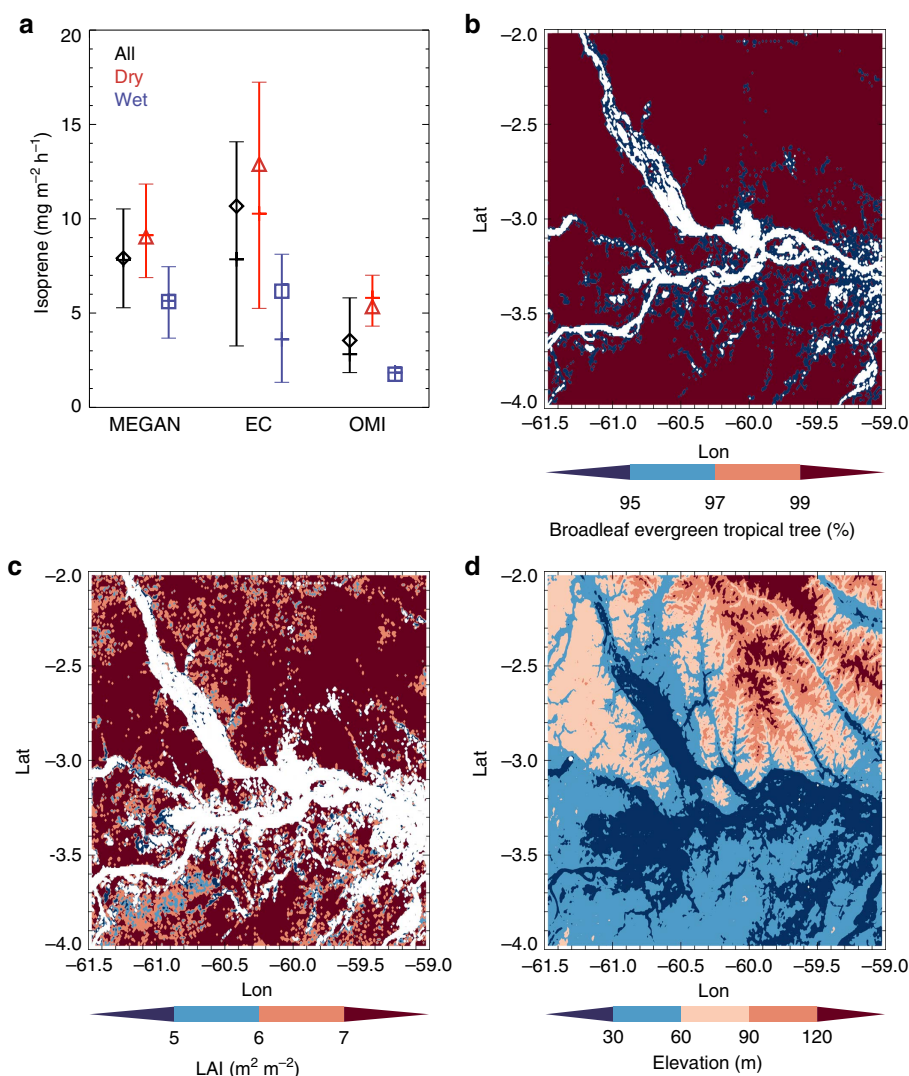 a
20
15
10
5
0
Isoprene (mg m⁻² h⁻¹)
All
Dry
Wet
MEGAN EC OMI
b
−2.0
−2.5
−3.0
−3.5
−4.0
Lat
−61.5 −61.0 −60.5 −60.0 -59.5 −59.0
Lon
95 97 99
Broadleaf evergreen tropical tree (%)
c
−2.0
−2.5
−3.0
-3.5
−4.0
Lat
−61.5 −61.0 −60.5 −60.0 −59.5 −59.0
Lon
5 6 7
LAI (m² m⁻²)
d
−2.0
−2.5
−3.0
−3.5
−4.0
Lat
−61.5 −61.0 −60.5 −60.0 −59.5 −59.0
Lon
30 60 90 120
Elevation (m)